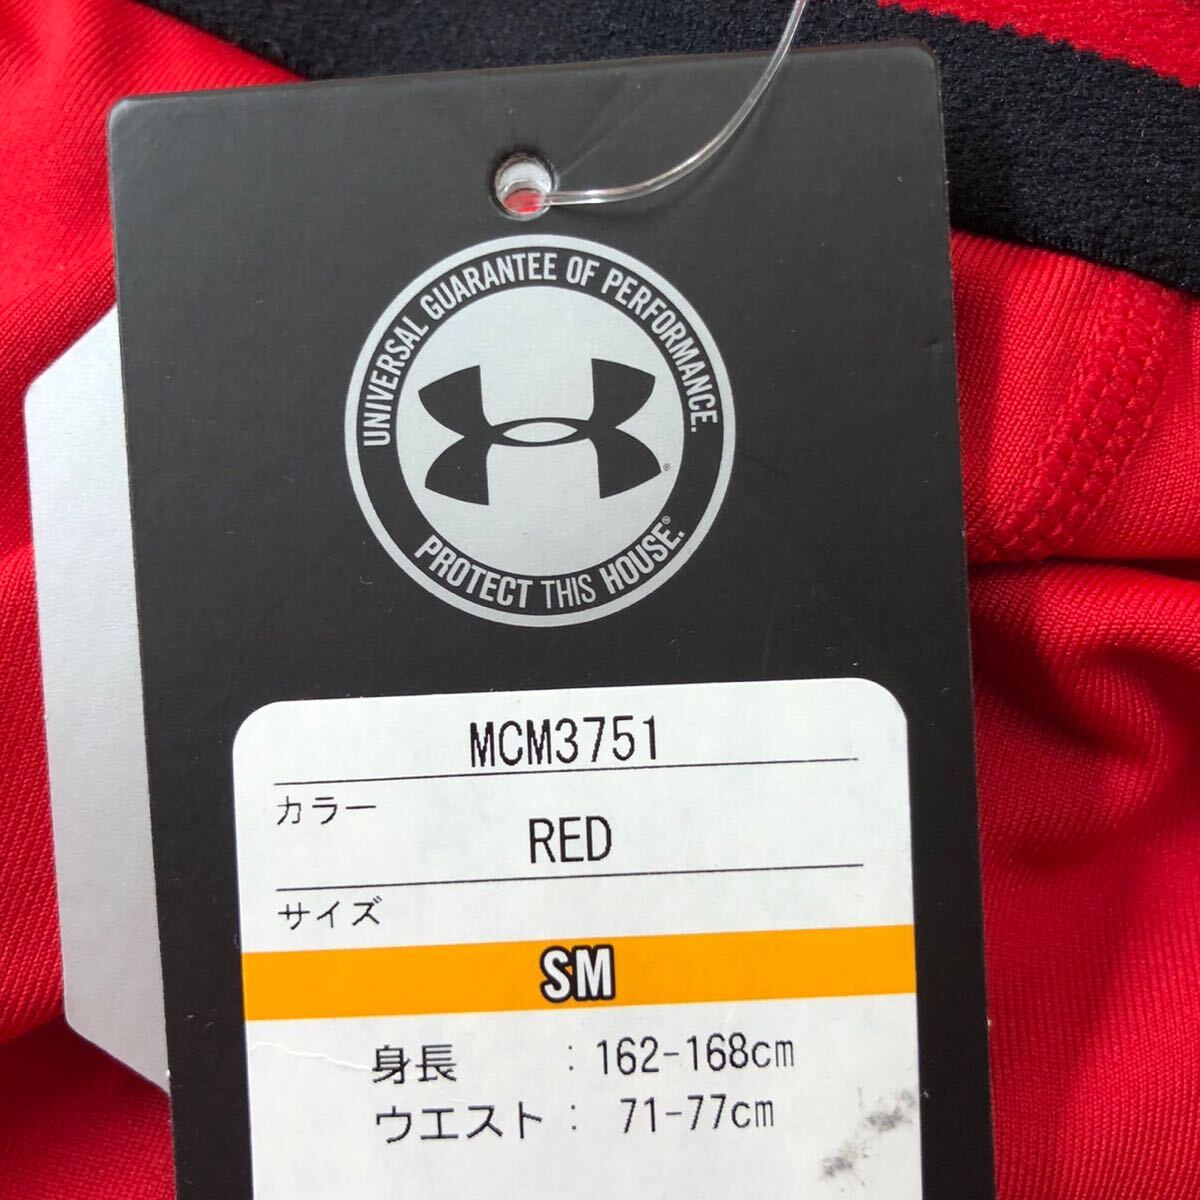 UNIVERSAL GUARANTEE OF PERFORMANCE.
PROTECT THIS HOUSE.®
MCM3751
カラー
RED
サイズ
SM
身長 : 162-168cm
ウエスト : 71-77cm